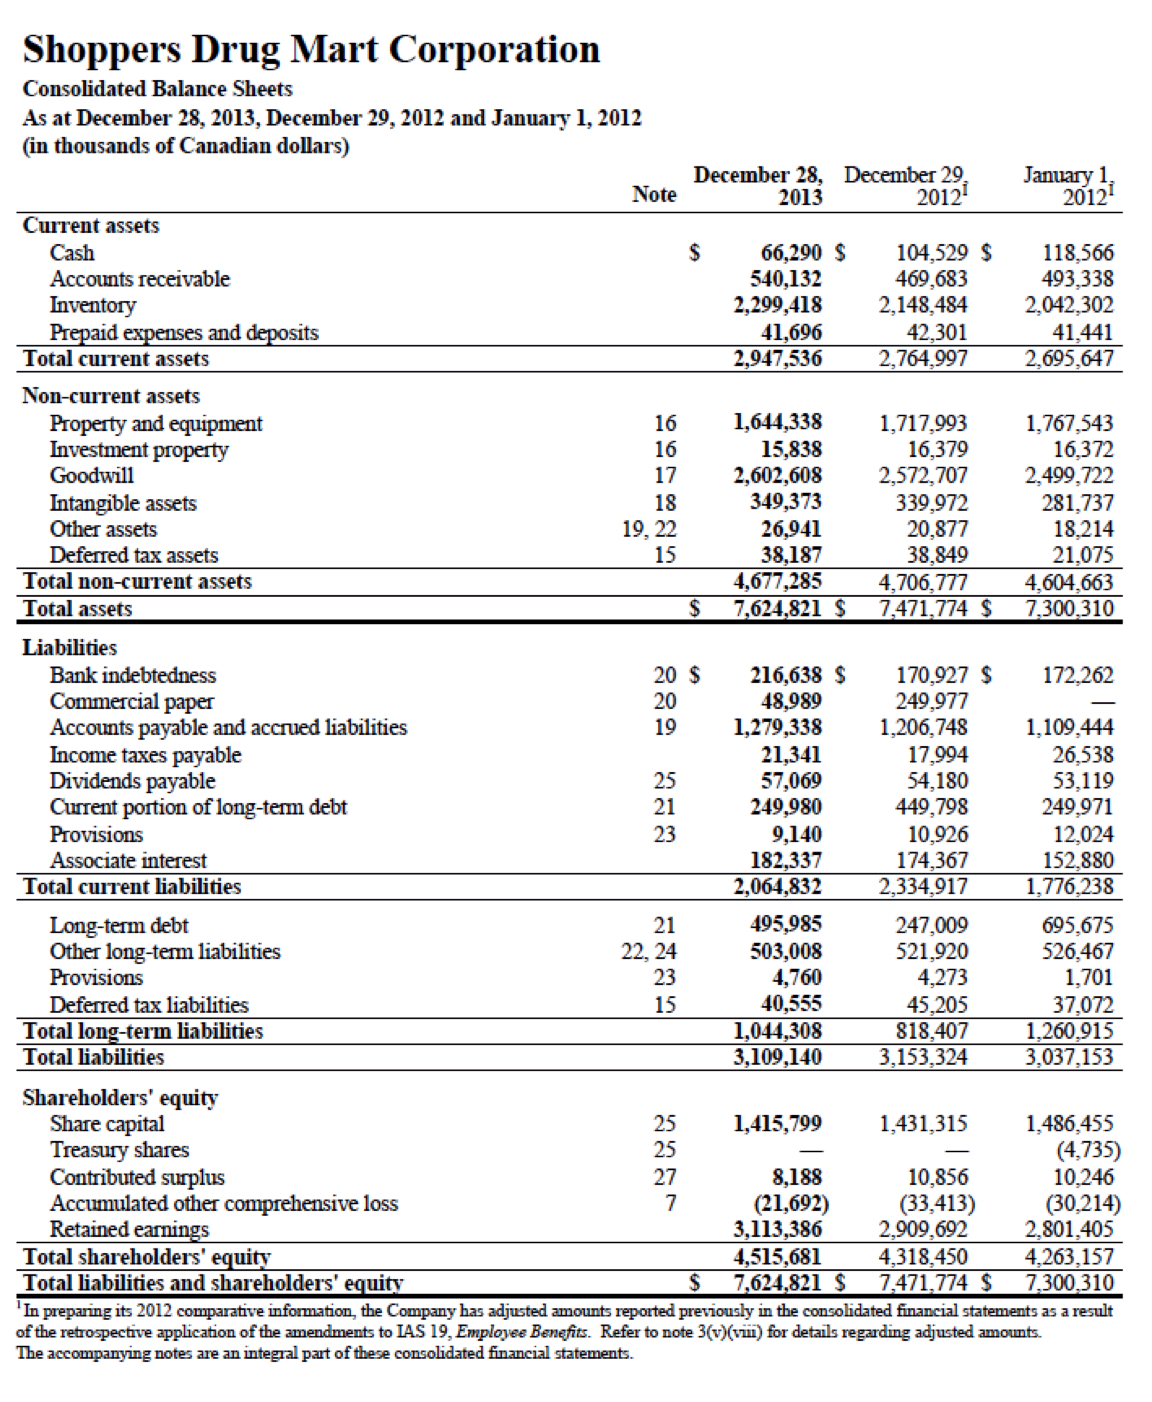 Shoppers Drug Mart Corporation
Consolidated Balance Sheets
As at December 28, 2013, December 29, 2012 and January 1, 2012
(in thousands of Canadian dollars)
Note December 28, 2013 December 29, 2012¹ January 1, 2012¹
Current assets
Cash $ 66,290 $ 104,529 $ 118,566
Accounts receivable 540,132 469,683 493,338
Inventory 2,299,418 2,148,484 2,042,302
Prepaid expenses and deposits 41,696 42,301 41,441
Total current assets 2,947,536 2,764,997 2,695,647
Non-current assets
Property and equipment 16 1,644,338 1,717,993 1,767,543
Investment property 16 15,838 16,379 16,372
Goodwill 17 2,602,608 2,572,707 2,499,722
Intangible assets 18 349,373 339,972 281,737
Other assets 19, 22 26,941 20,877 18,214
Deferred tax assets 15 38,187 38,849 21,075
Total non-current assets 4,677,285 4,706,777 4,604,663
Total assets $ 7,624,821 $ 7,471,774 $ 7,300,310
Liabilities
Bank indebtedness 20 $ 216,638 $ 170,927 $ 172,262
Commercial paper 20 48,989 249,977 —
Accounts payable and accrued liabilities 19 1,279,338 1,206,748 1,109,444
Income taxes payable 21,341 17,994 26,538
Dividends payable 25 57,069 54,180 53,119
Current portion of long-term debt 21 249,980 449,798 249,971
Provisions 23 9,140 10,926 12,024
Associate interest 182,337 174,367 152,880
Total current liabilities 2,064,832 2,334,917 1,776,238
Long-term debt 21 495,985 247,009 695,675
Other long-term liabilities 22, 24 503,008 521,920 526,467
Provisions 23 4,760 4,273 1,701
Deferred tax liabilities 15 40,555 45,205 37,072
Total long-term liabilities 1,044,308 818,407 1,260,915
Total liabilities 3,109,140 3,153,324 3,037,153
Shareholders' equity
Share capital 25 1,415,799 1,431,315 1,486,455
Treasury shares 25 — — (4,735)
Contributed surplus 27 8,188 10,856 10,246
Accumulated other comprehensive loss 7 (21,692) (33,413) (30,214)
Retained earnings 3,113,386 2,909,692 2,801,405
Total shareholders' equity 4,515,681 4,318,450 4,263,157
Total liabilities and shareholders' equity $ 7,624,821 $ 7,471,774 $ 7,300,310
¹ In preparing its 2012 comparative information, the Company has adjusted amounts reported previously in the consolidated financial statements as a result
of the retrospective application of the amendments to IAS 19, Employee Benefits. Refer to note 3(v)(viii) for details regarding adjusted amounts.
The accompanying notes are an integral part of these consolidated financial statements.